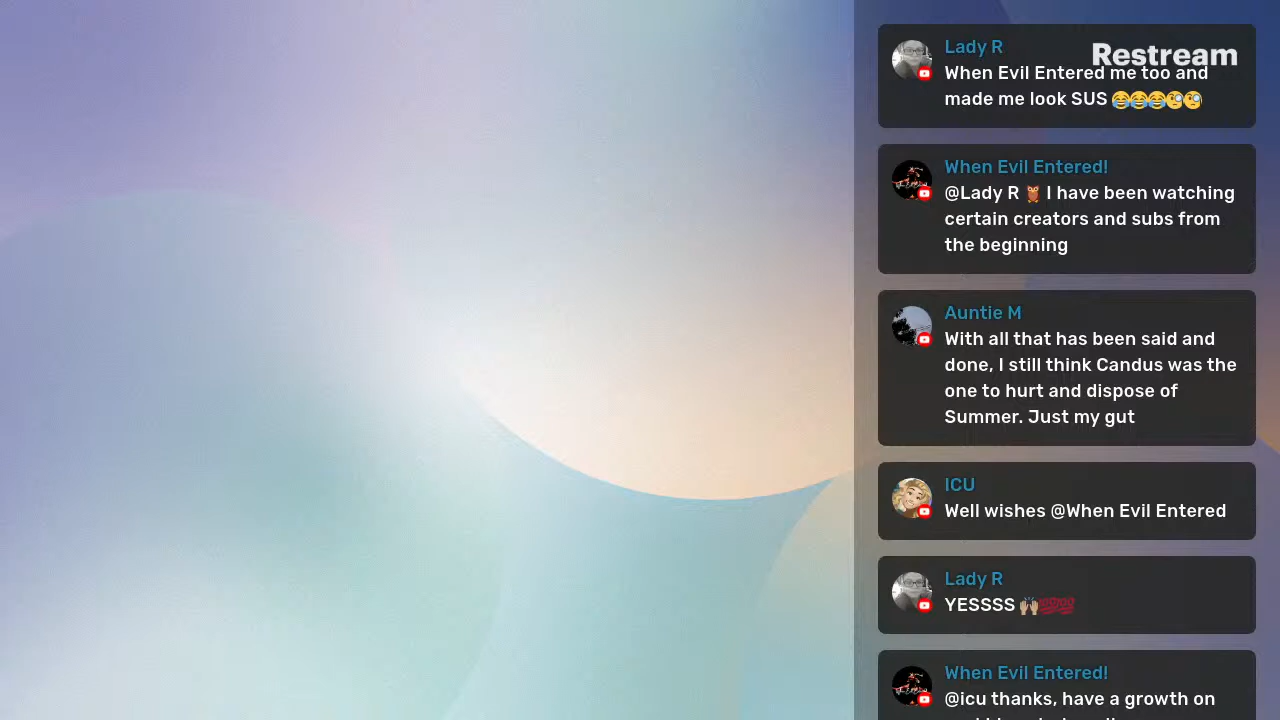 Restream
Lady R
When Evil Entered me too and
made me look SUS 😂😂😂🧐🧐
When Evil Entered!
@Lady R 🦉 I have been watching
certain creators and subs from
the beginning
Auntie M
With all that has been said and
done, I still think Candus was the
one to hurt and dispose of
Summer. Just my gut
ICU
Well wishes @When Evil Entered
Lady R
YESSSS 🙌🏼💯💯
When Evil Entered!
@icu thanks, have a growth on